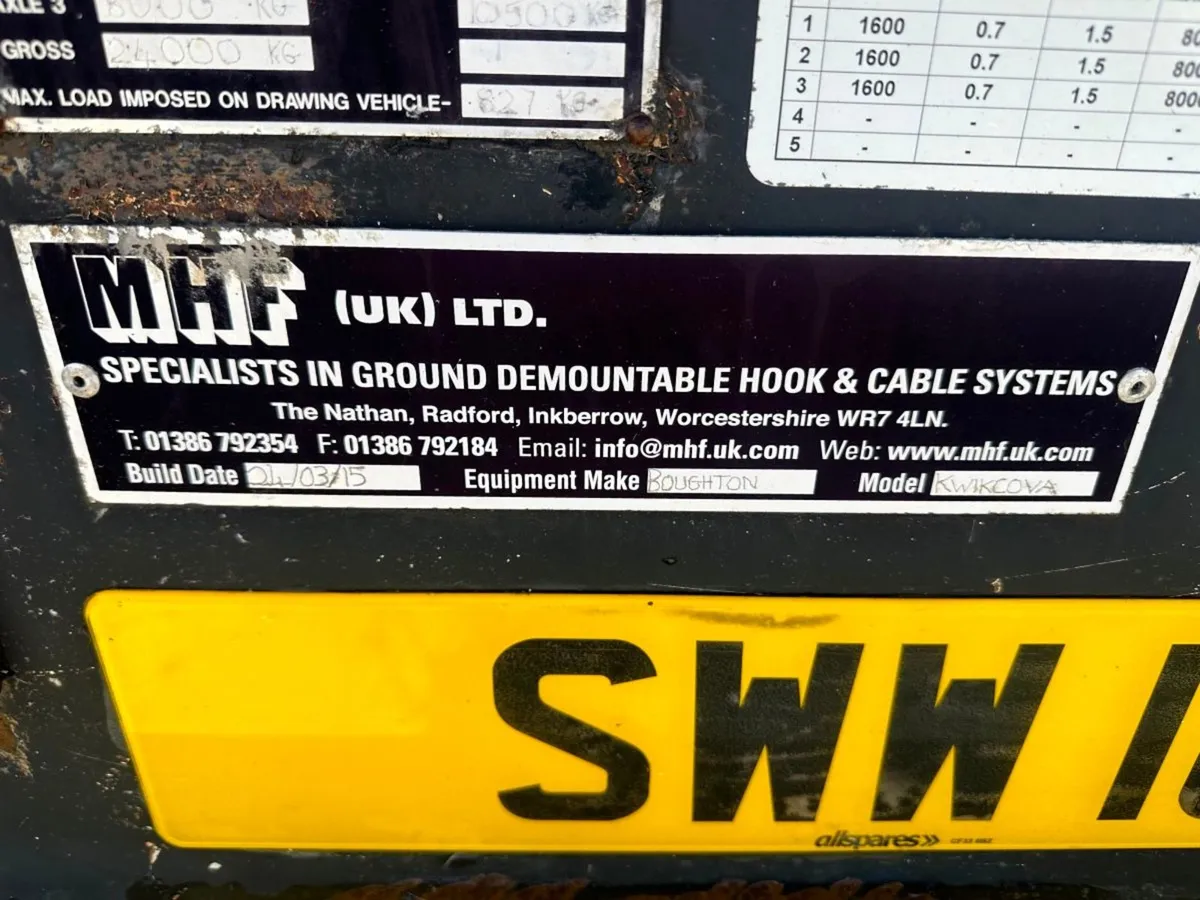 AXLE 3 8000 KG 10500 KG
GROSS 24000 KG
MAX. LOAD IMPOSED ON DRAWING VEHICLE- 827 KG
1 1600 0.7 1.5
2 1600 0.7 1.5
3 1600 0.7 1.5 8000
4 - - - -
5 - - - -
MHF (UK) LTD.
SPECIALISTS IN GROUND DEMOUNTABLE HOOK & CABLE SYSTEMS
The Nathan, Radford, Inkberrow, Worcestershire WR7 4LN.
T: 01386 792354 F: 01386 792184 Email: info@mhf.uk.com Web: www.mhf.uk.com
Build Date 04/03/15 Equipment Make BOUGHTON Model KWIKCOVA
SWW
allspares